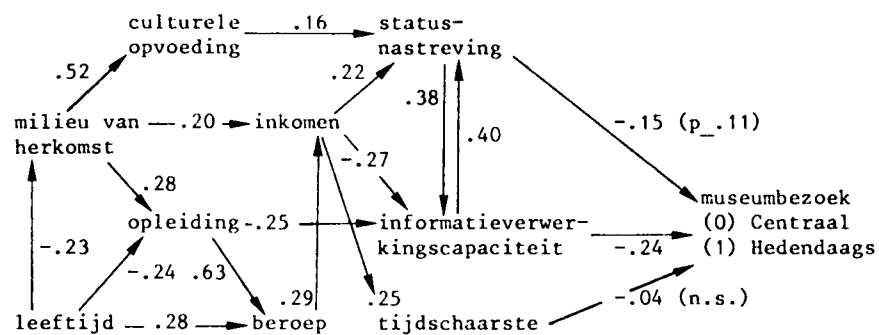 culturele .16 status-
opvoeding nastreving
.52 .22 .38 -.15 (p_.11)
milieu van -.20 inkomen .40
herkomst -.27
.28 museumbezoek
opleiding -.25 informatieverwer- (0) Centraal
kingscapaciteit -.24 (1) Hedendaags
-.23 -.24 .63
.29 .25 -.04 (n.s.)
leeftijd -.28 beroep tijdschaarste